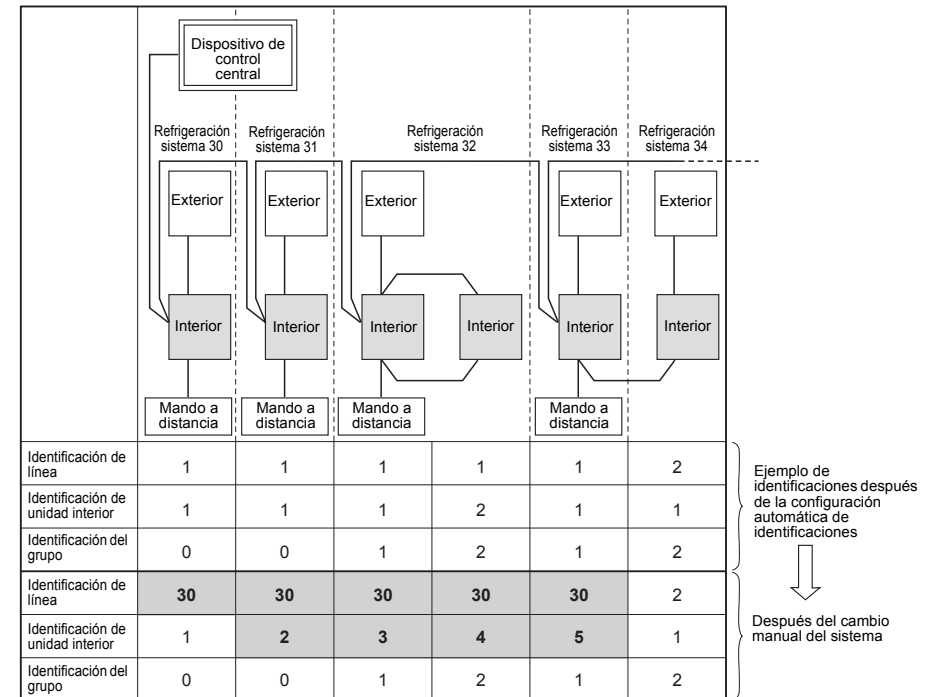 Dispositivo de
control
central
Refrigeración
sistema 30
Refrigeración
sistema 31
Refrigeración
sistema 32
Refrigeración
sistema 33
Refrigeración
sistema 34
Exterior
Exterior
Exterior
Exterior
Exterior
Interior
Interior
Interior
Interior
Interior
Interior
Mando a
distancia
Mando a
distancia
Mando a
distancia
Mando a
distancia
Identificación de
línea
1 1 1 1 1 2
Identificación de
unidad interior
1 1 1 2 1 1
Identificación del
grupo
0 0 1 2 1 2
Ejemplo de
identificaciones después
de la configuración
automática de
identificaciones
Identificación de
línea
30 30 30 30 30 2
Identificación de
unidad interior
1 2 3 4 5 1
Identificación del
grupo
0 0 1 2 1 2
Después del cambio
manual del sistema